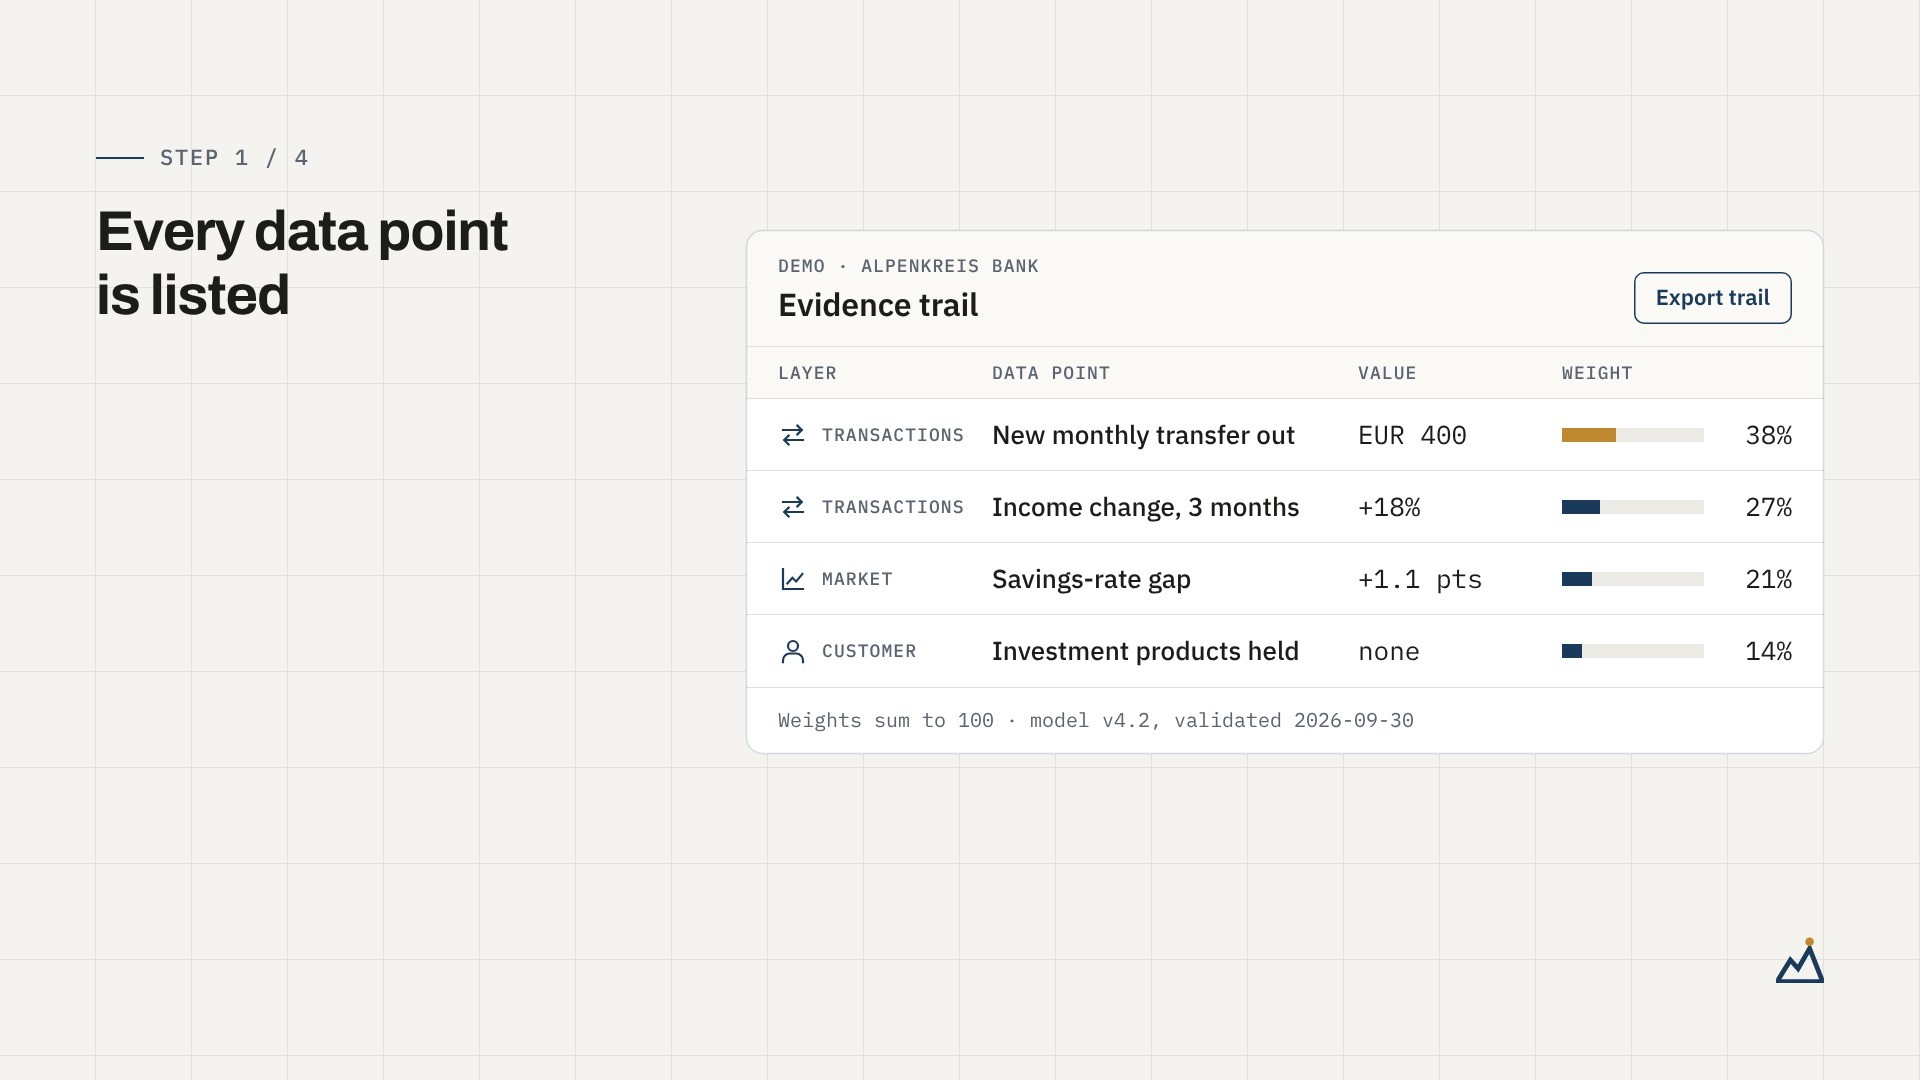 STEP 1 / 4
Every data point
is listed
DEMO · ALPENKREIS BANK
Evidence trail
Export trail
LAYER DATA POINT VALUE WEIGHT
TRANSACTIONS New monthly transfer out EUR 400 38%
TRANSACTIONS Income change, 3 months +18% 27%
MARKET Savings-rate gap +1.1 pts 21%
CUSTOMER Investment products held none 14%
Weights sum to 100 · model v4.2, validated 2026-09-30